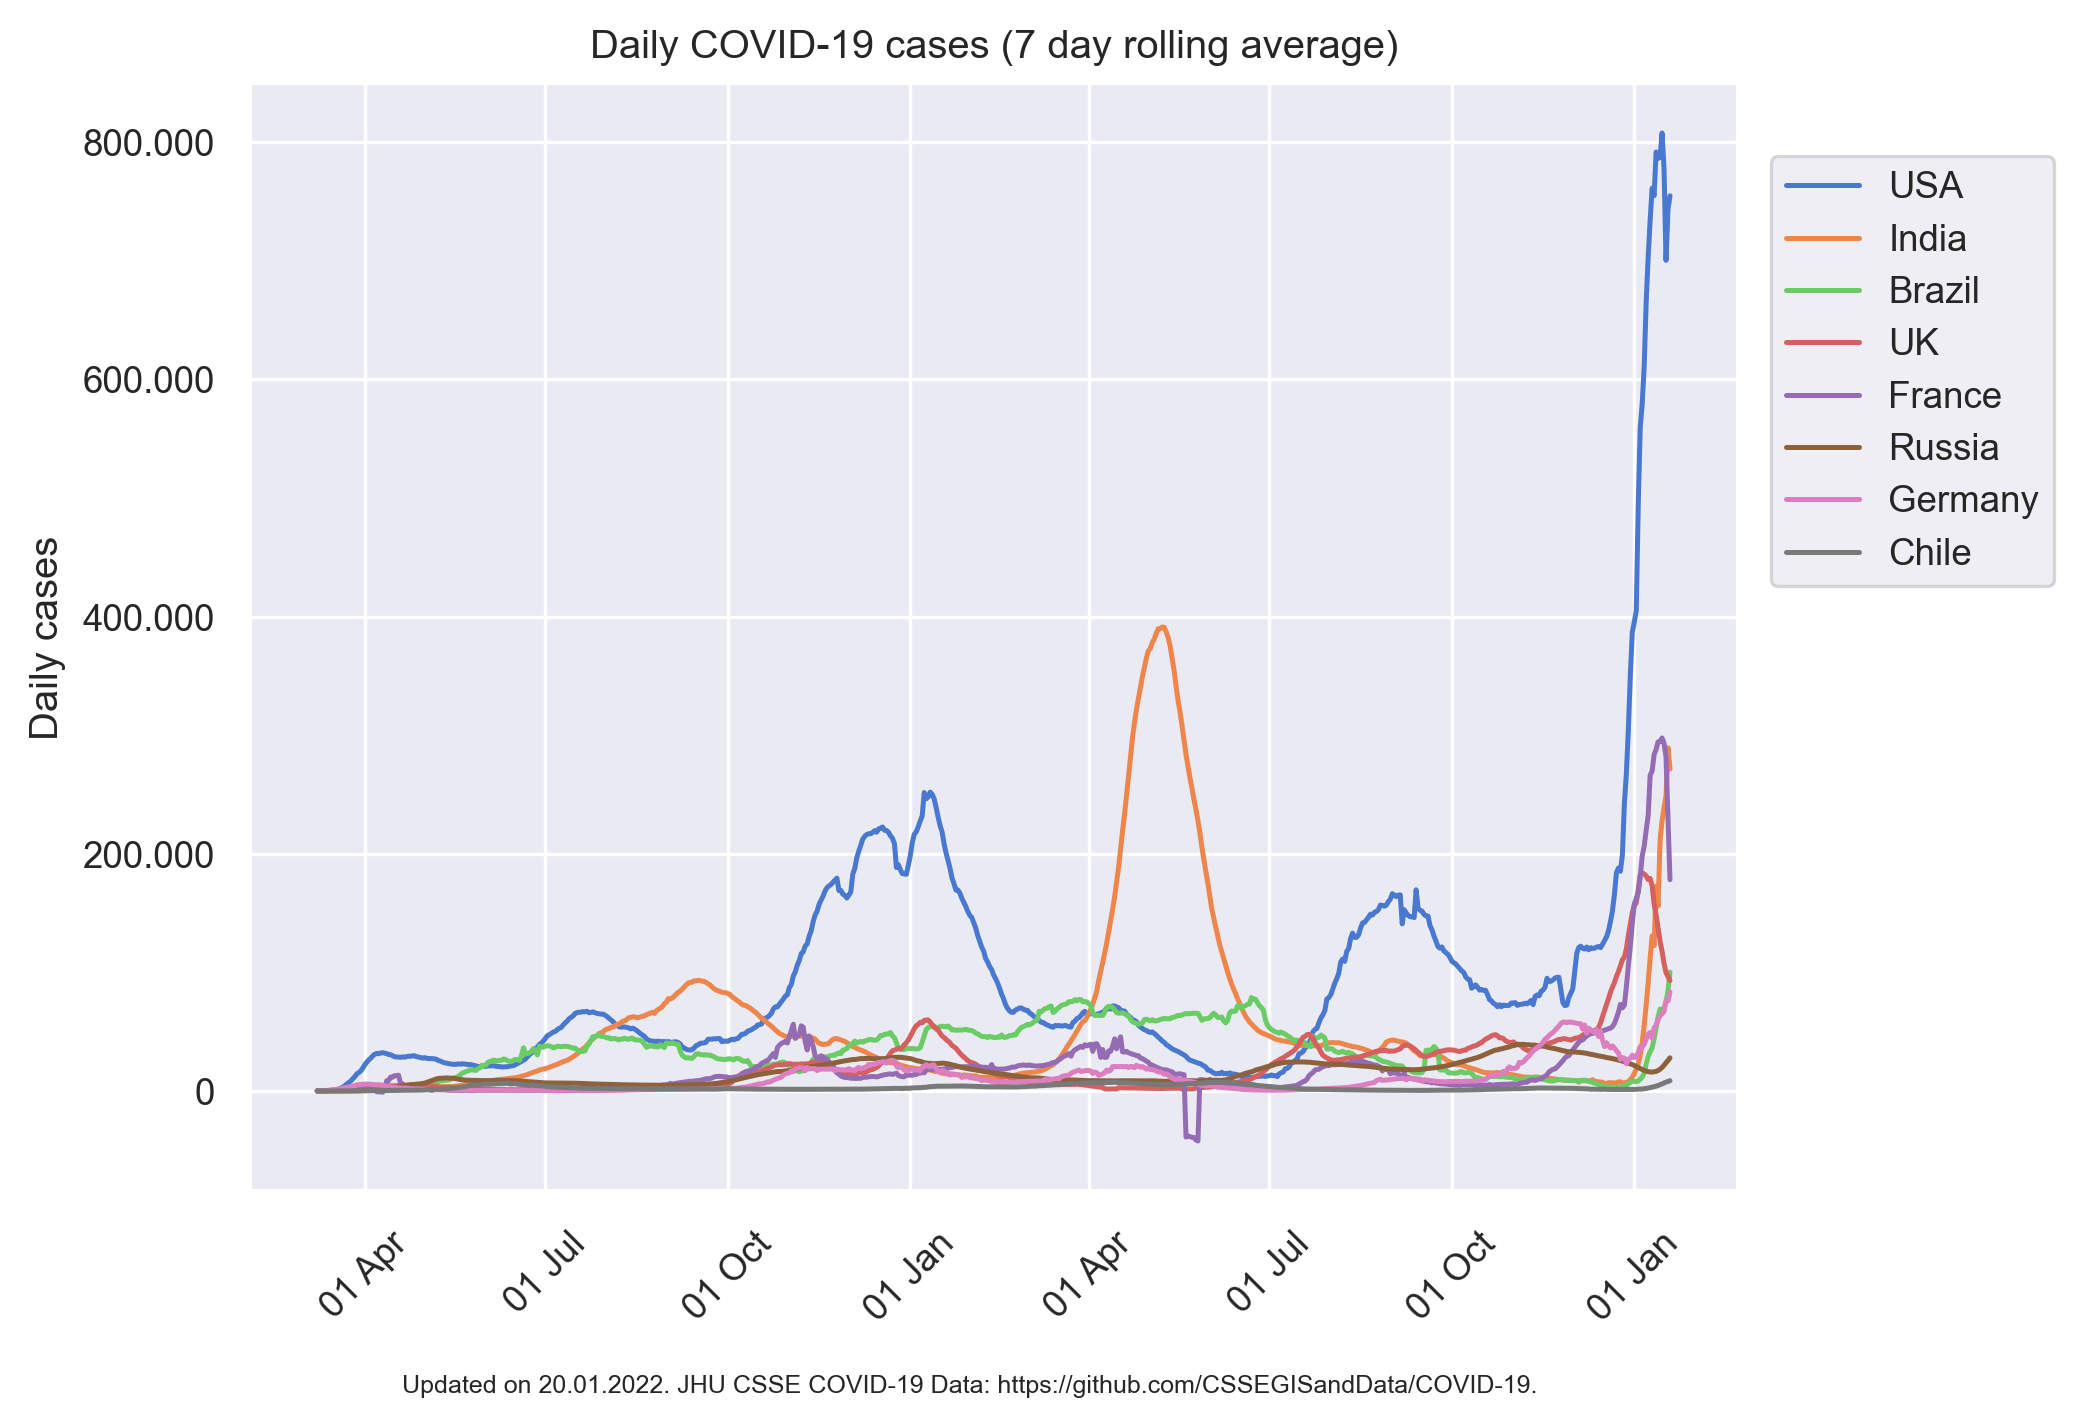 Daily COVID-19 cases (7 day rolling average)
800.000
600.000
400.000
200.000
0
Daily cases
USA
India
Brazil
UK
France
Russia
Germany
Chile
01 Apr
01 Jul
01 Oct
01 Jan
01 Apr
01 Jul
01 Oct
01 Jan
Updated on 20.01.2022. JHU CSSE COVID-19 Data: https://github.com/CSSEGISandData/COVID-19.